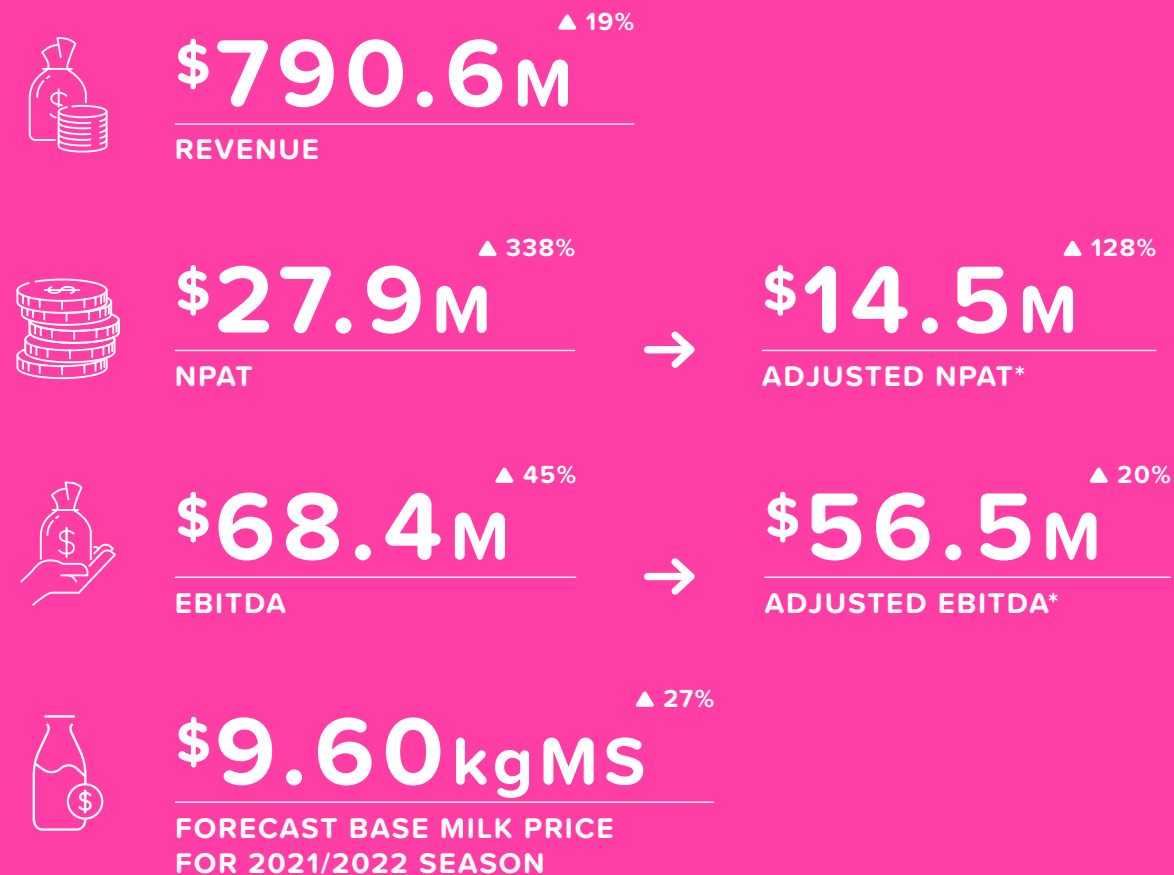 ▲ 19%
$790.6M
REVENUE
▲ 338%
$27.9M
NPAT
▲ 128%
$14.5M
ADJUSTED NPAT*
▲ 45%
$68.4M
EBITDA
▲ 20%
$56.5M
ADJUSTED EBITDA*
▲ 27%
$9.60kgMS
FORECAST BASE MILK PRICE
FOR 2021/2022 SEASON